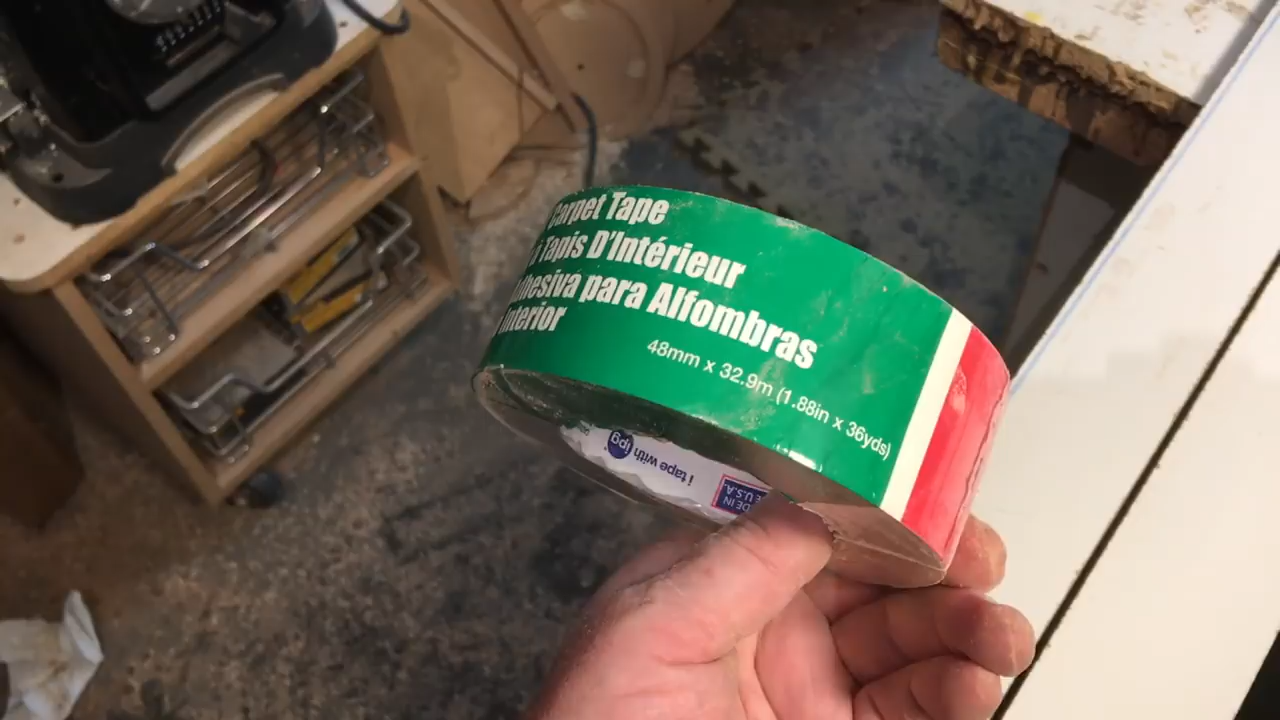 Carpet Tape
à Tapis D'Intérieur
Adhesiva para Alfombras
Interior
48mm x 32.9m (1.88in x 36yds)
i tape with ipg
U.S.A.